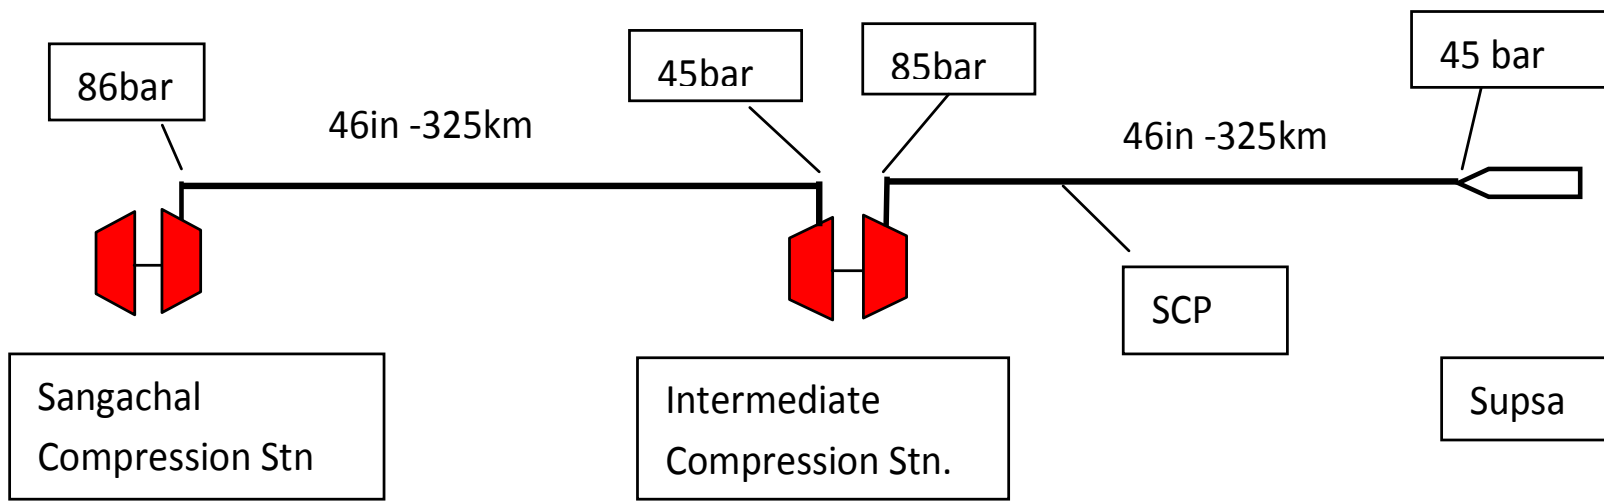 86bar
45bar
85bar
45 bar
46in -325km
46in -325km
SCP
Sangachal
Compression Stn
Intermediate
Compression Stn.
Supsa